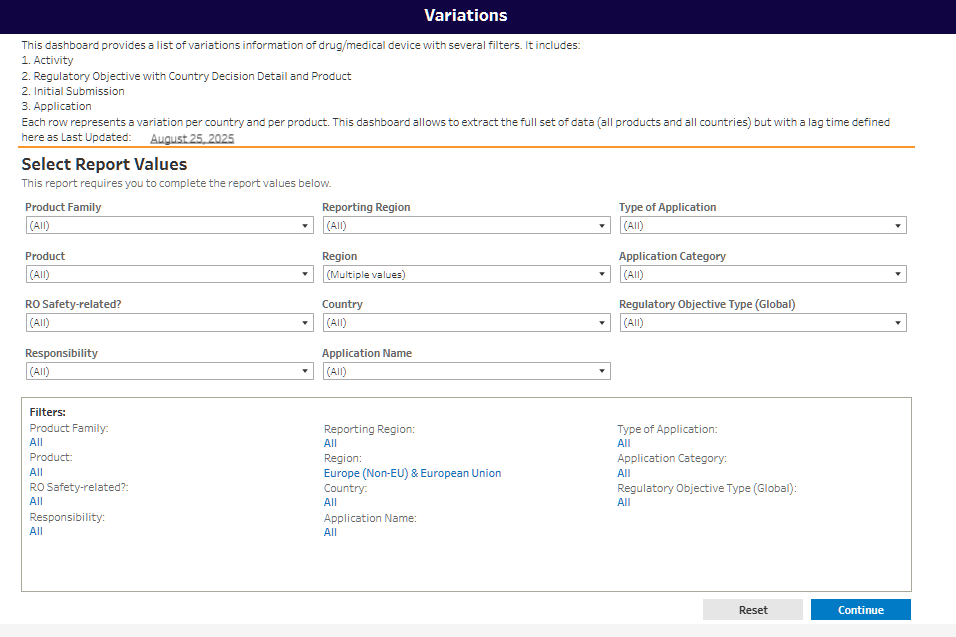 Variations
This dashboard provides a list of variations information of drug/medical device with several filters. It includes:
1. Activity
2. Regulatory Objective with Country Decision Detail and Product
2. Initial Submission
3. Application
Each row represents a variation per country and per product. This dashboard allows to extract the full set of data (all products and all countries) but with a lag time defined
here as Last Updated: August 25, 2025
Select Report Values
This report requires you to complete the report values below.
Product Family Reporting Region Type of Application
(All) (All) (All)
Product Region Application Category
(All) (Multiple values) (All)
RO Safety-related? Country Regulatory Objective Type (Global)
(All) (All) (All)
Responsibility Application Name
(All) (All)
Filters:
Product Family: Reporting Region: Type of Application:
All All All
Product: Region: Application Category:
All Europe (Non-EU) & European Union All
RO Safety-related?: Country: Regulatory Objective Type (Global):
All All All
Responsibility: Application Name:
All All
Reset Continue